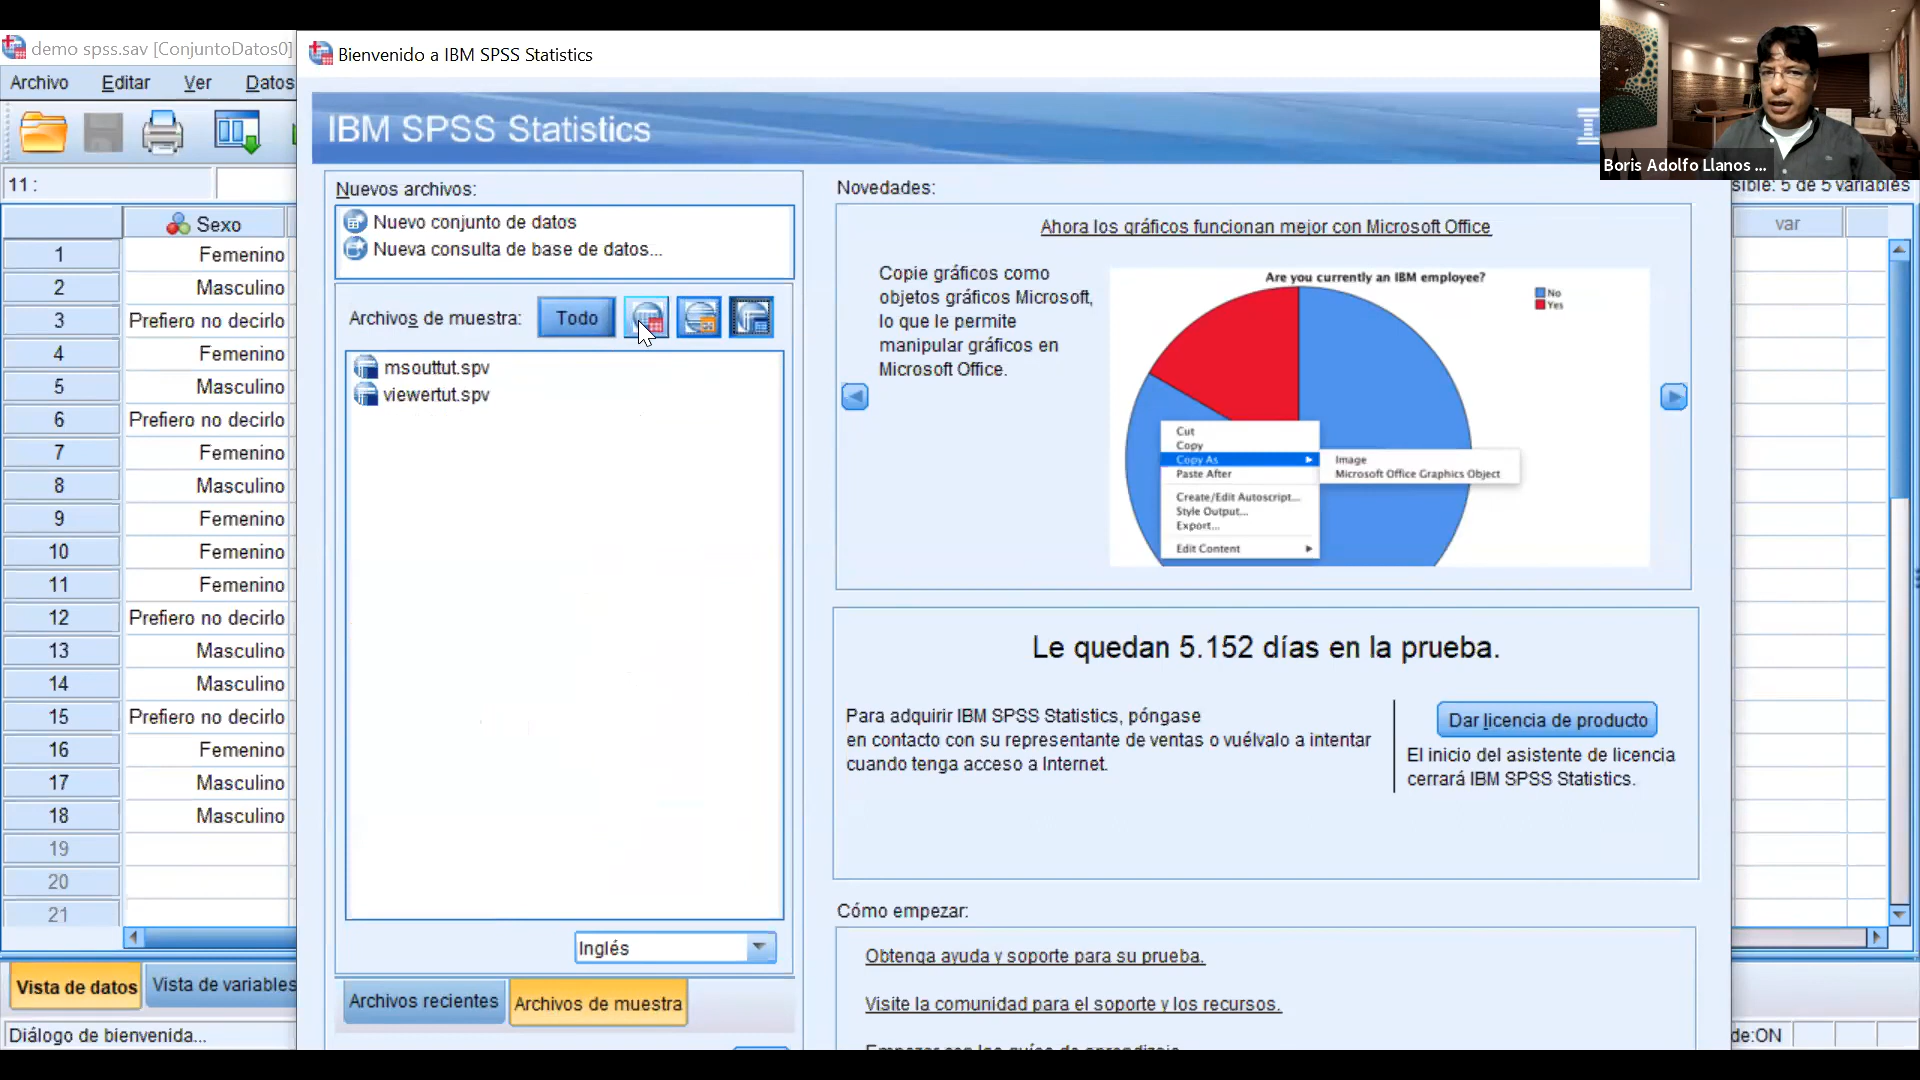 demo spss.sav [ConjuntoDatos0]
Bienvenido a IBM SPSS Statistics
Archivo Editar Ver Datos
IBM SPSS Statistics
Boris Adolfo Llanos ...
11 :
5 de 5 variables
Sexo
var
1 Femenino
2 Masculino
3 Prefiero no decirlo
4 Femenino
5 Masculino
6 Prefiero no decirlo
7 Femenino
8 Masculino
9 Femenino
10 Femenino
11 Femenino
12 Prefiero no decirlo
13 Masculino
14 Masculino
15 Prefiero no decirlo
16 Femenino
17 Masculino
18 Masculino
19
20
21
Vista de datos Vista de variables
Diálogo de bienvenida...
Nuevos archivos:
Nuevo conjunto de datos
Nueva consulta de base de datos...
Archivos de muestra: Todo
msouttut.spv
viewertut.spv
Inglés
Archivos recientes Archivos de muestra
Novedades:
Ahora los gráficos funcionan mejor con Microsoft Office
Copie gráficos como
objetos gráficos Microsoft,
lo que le permite
manipular gráficos en
Microsoft Office.
Are you currently an IBM employee?
No
Yes
Cut
Copy
Copy As
Paste After
Create/Edit Autoscript...
Style Output...
Export...
Edit Content
Image
Microsoft Office Graphics Object
Le quedan 5.152 días en la prueba.
Para adquirir IBM SPSS Statistics, póngase
en contacto con su representante de ventas o vuélvalo a intentar
cuando tenga acceso a Internet.
Dar licencia de producto
El inicio del asistente de licencia
cerrará IBM SPSS Statistics.
Cómo empezar:
Obtenga ayuda y soporte para su prueba.
Visite la comunidad para el soporte y los recursos.
de:ON